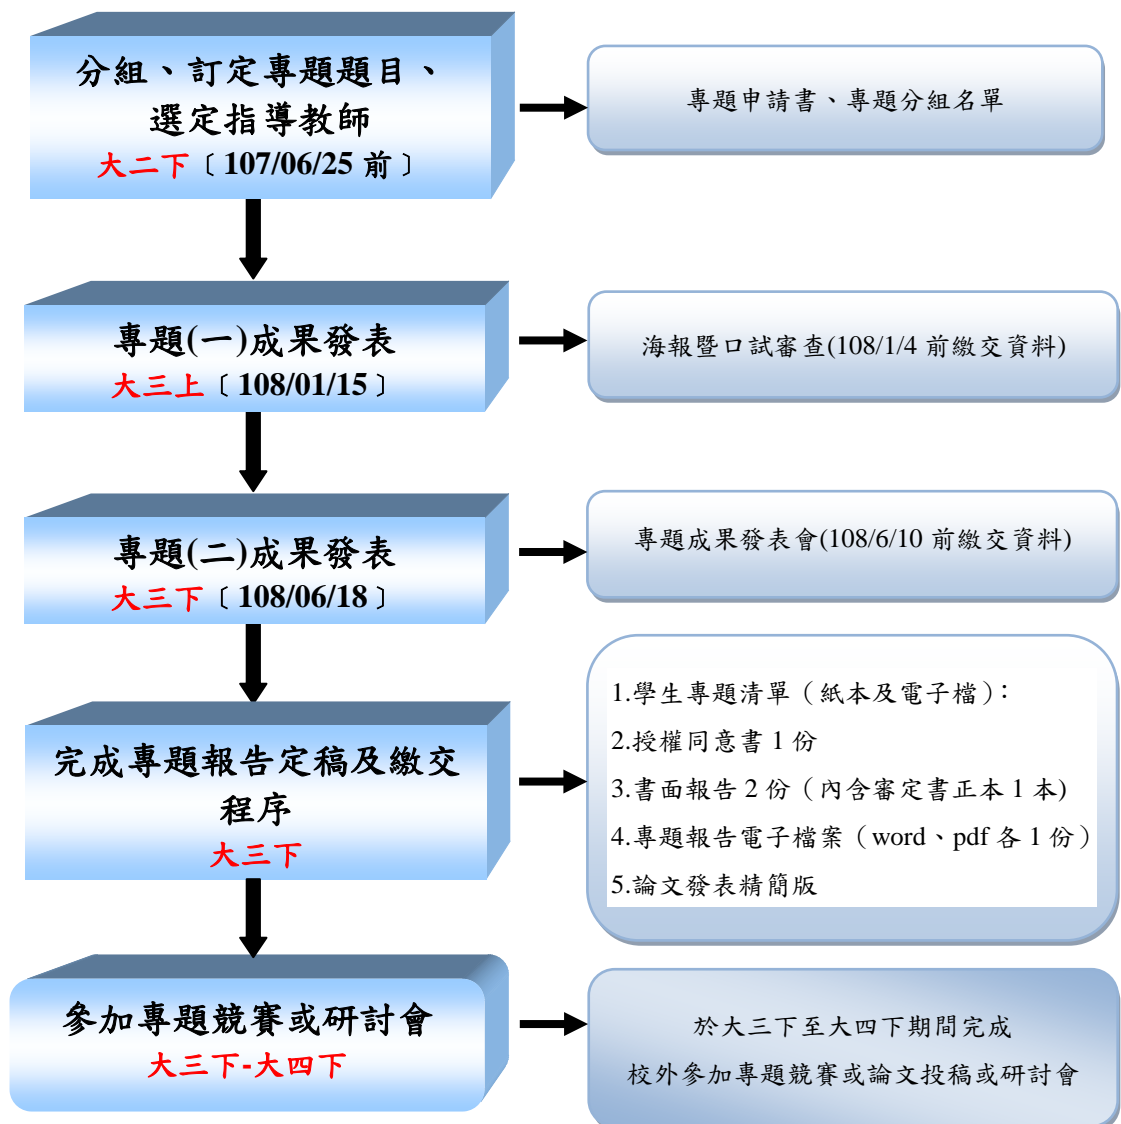 分組、訂定專題題目、
選定指導教師
大二下﹝107/06/25 前﹞
專題申請書、專題分組名單
專題(一)成果發表
大三上﹝108/01/15﹞
海報暨口試審查(108/1/4 前繳交資料)
專題(二)成果發表
大三下﹝108/06/18﹞
專題成果發表會(108/6/10 前繳交資料)
完成專題報告定稿及繳交
程序
大三下
1.學生專題清單（紙本及電子檔）：
2.授權同意書 1 份
3.書面報告 2 份（內含審定書正本 1 本)
4.專題報告電子檔案（word、pdf 各 1 份）
5.論文發表精簡版
參加專題競賽或研討會
大三下-大四下
於大三下至大四下期間完成
校外參加專題競賽或論文投稿或研討會